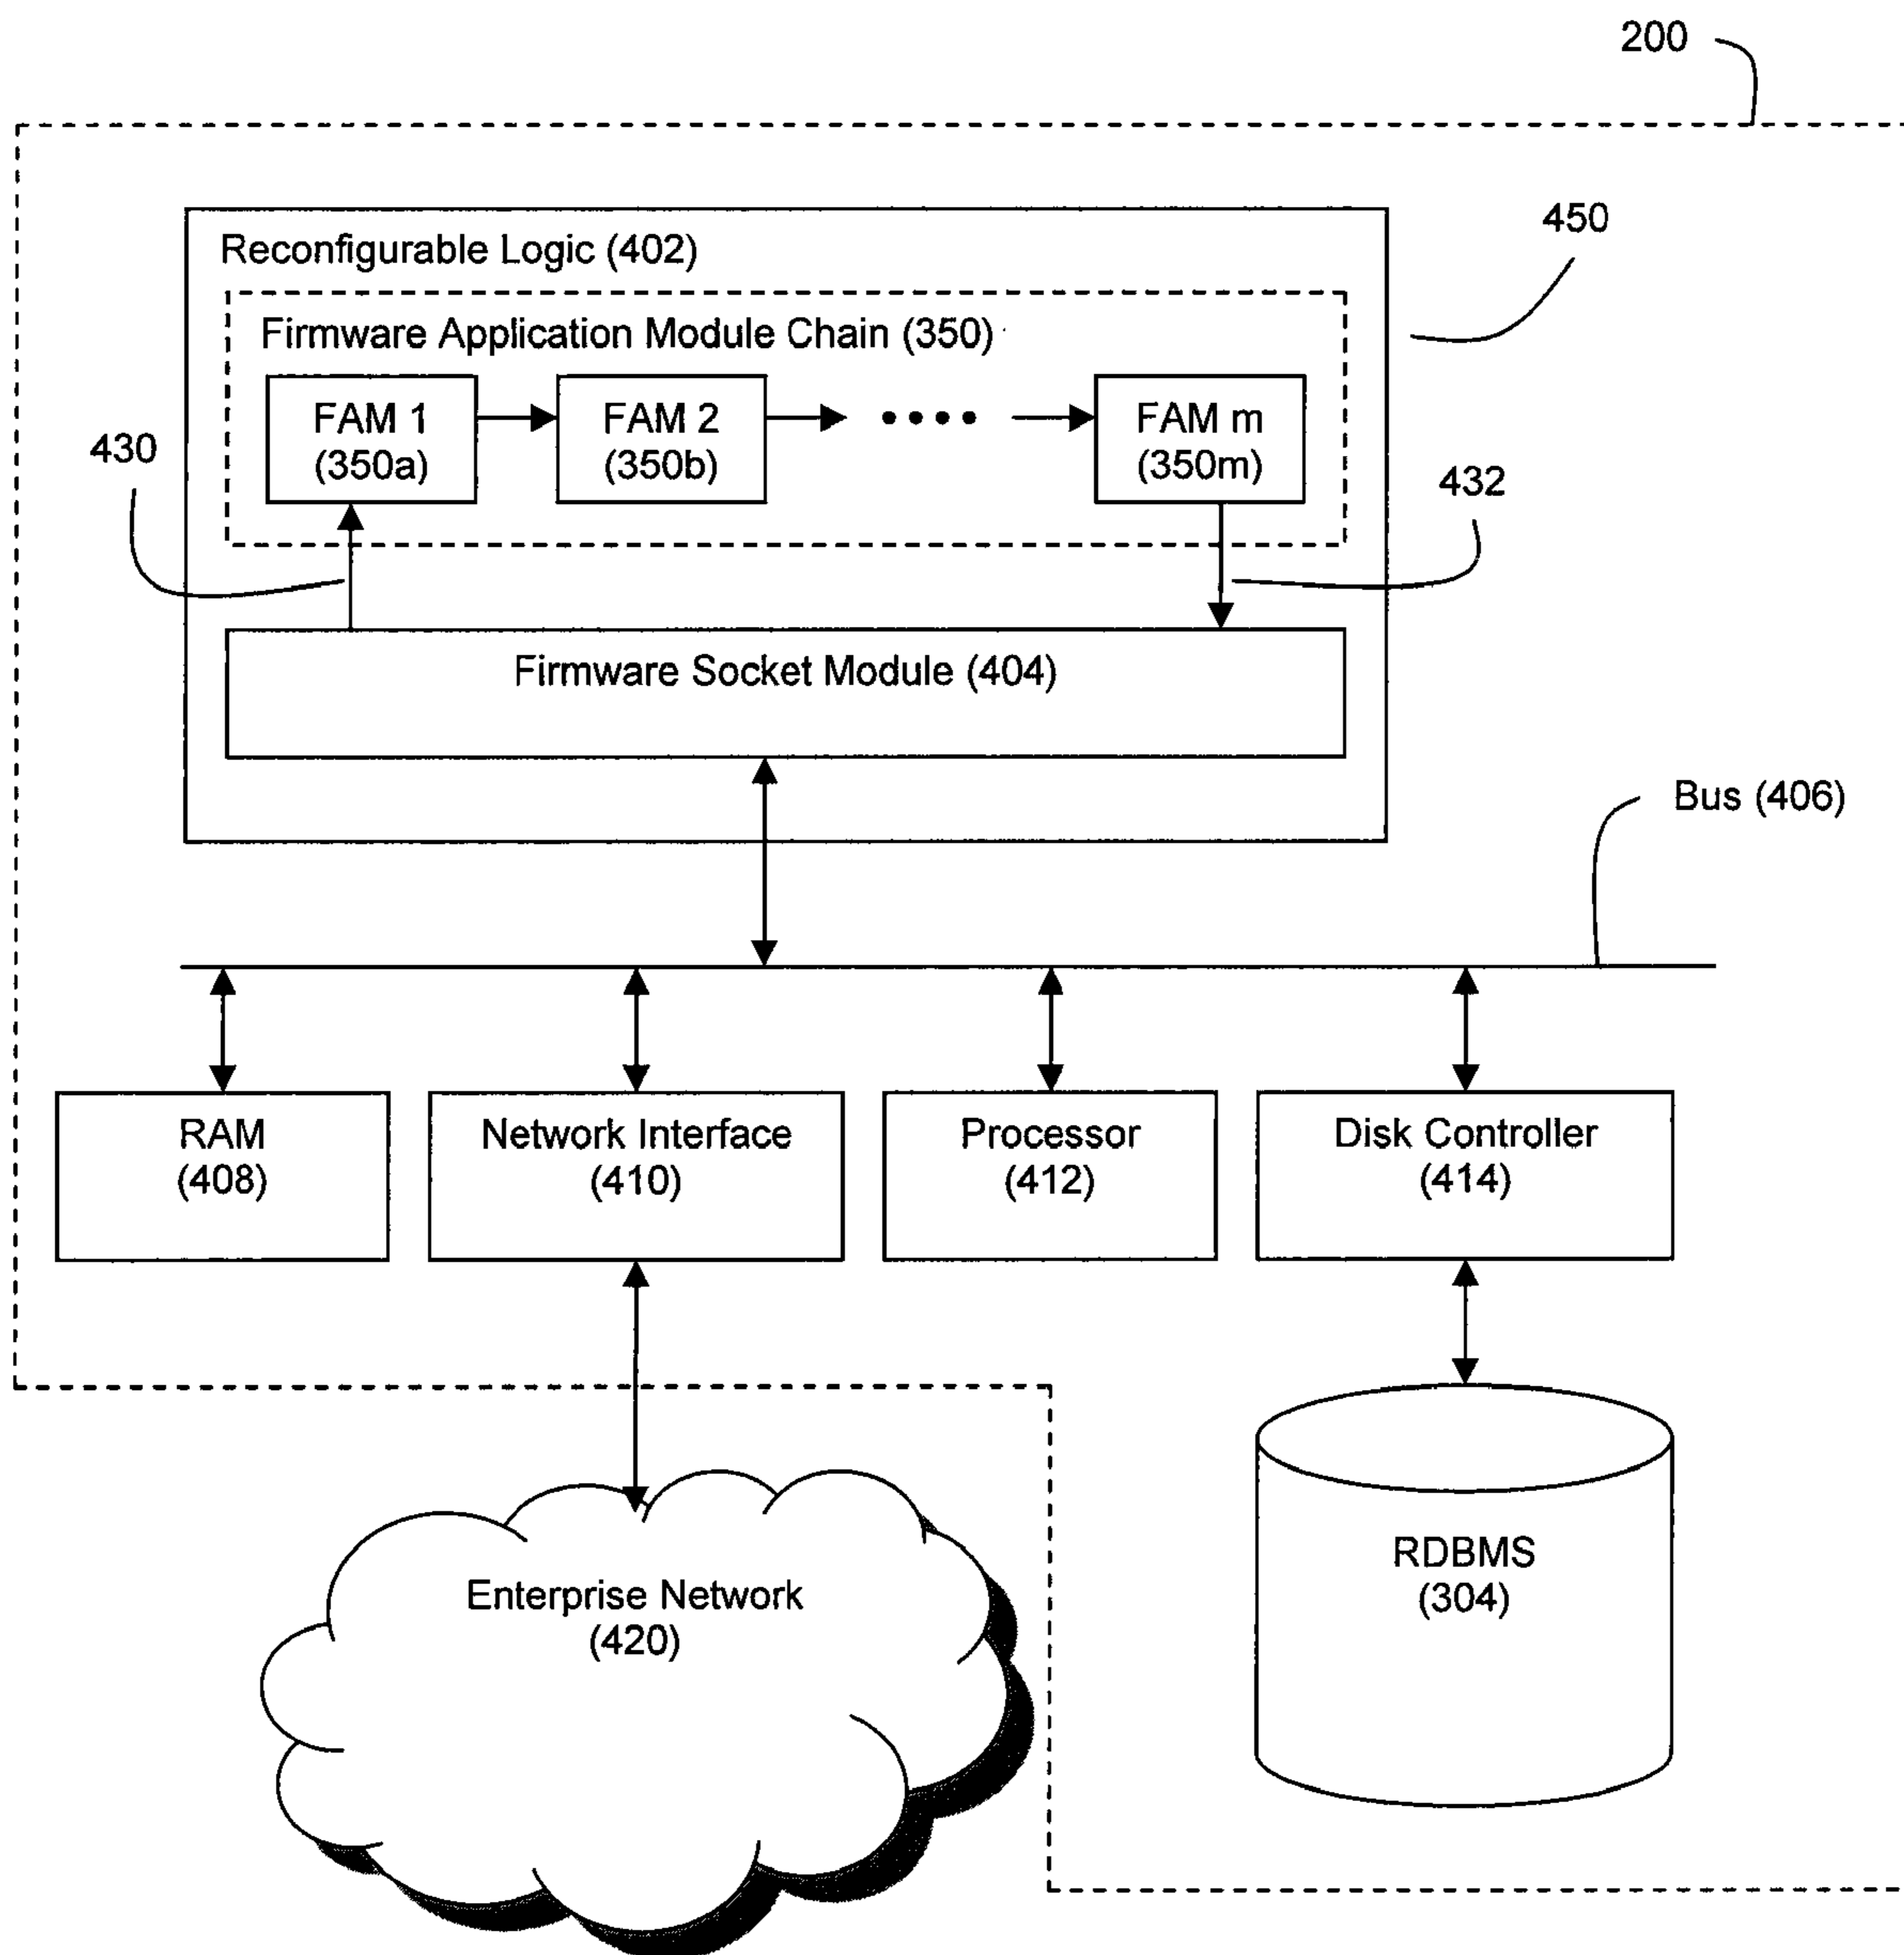 200
450
Reconfigurable Logic (402)
Firmware Application Module Chain (350)
FAM 1
(350a)
FAM 2
(350b)
FAM m
(350m)
430
432
Firmware Socket Module (404)
Bus (406)
RAM
(408)
Network Interface
(410)
Processor
(412)
Disk Controller
(414)
Enterprise Network
(420)
RDBMS
(304)